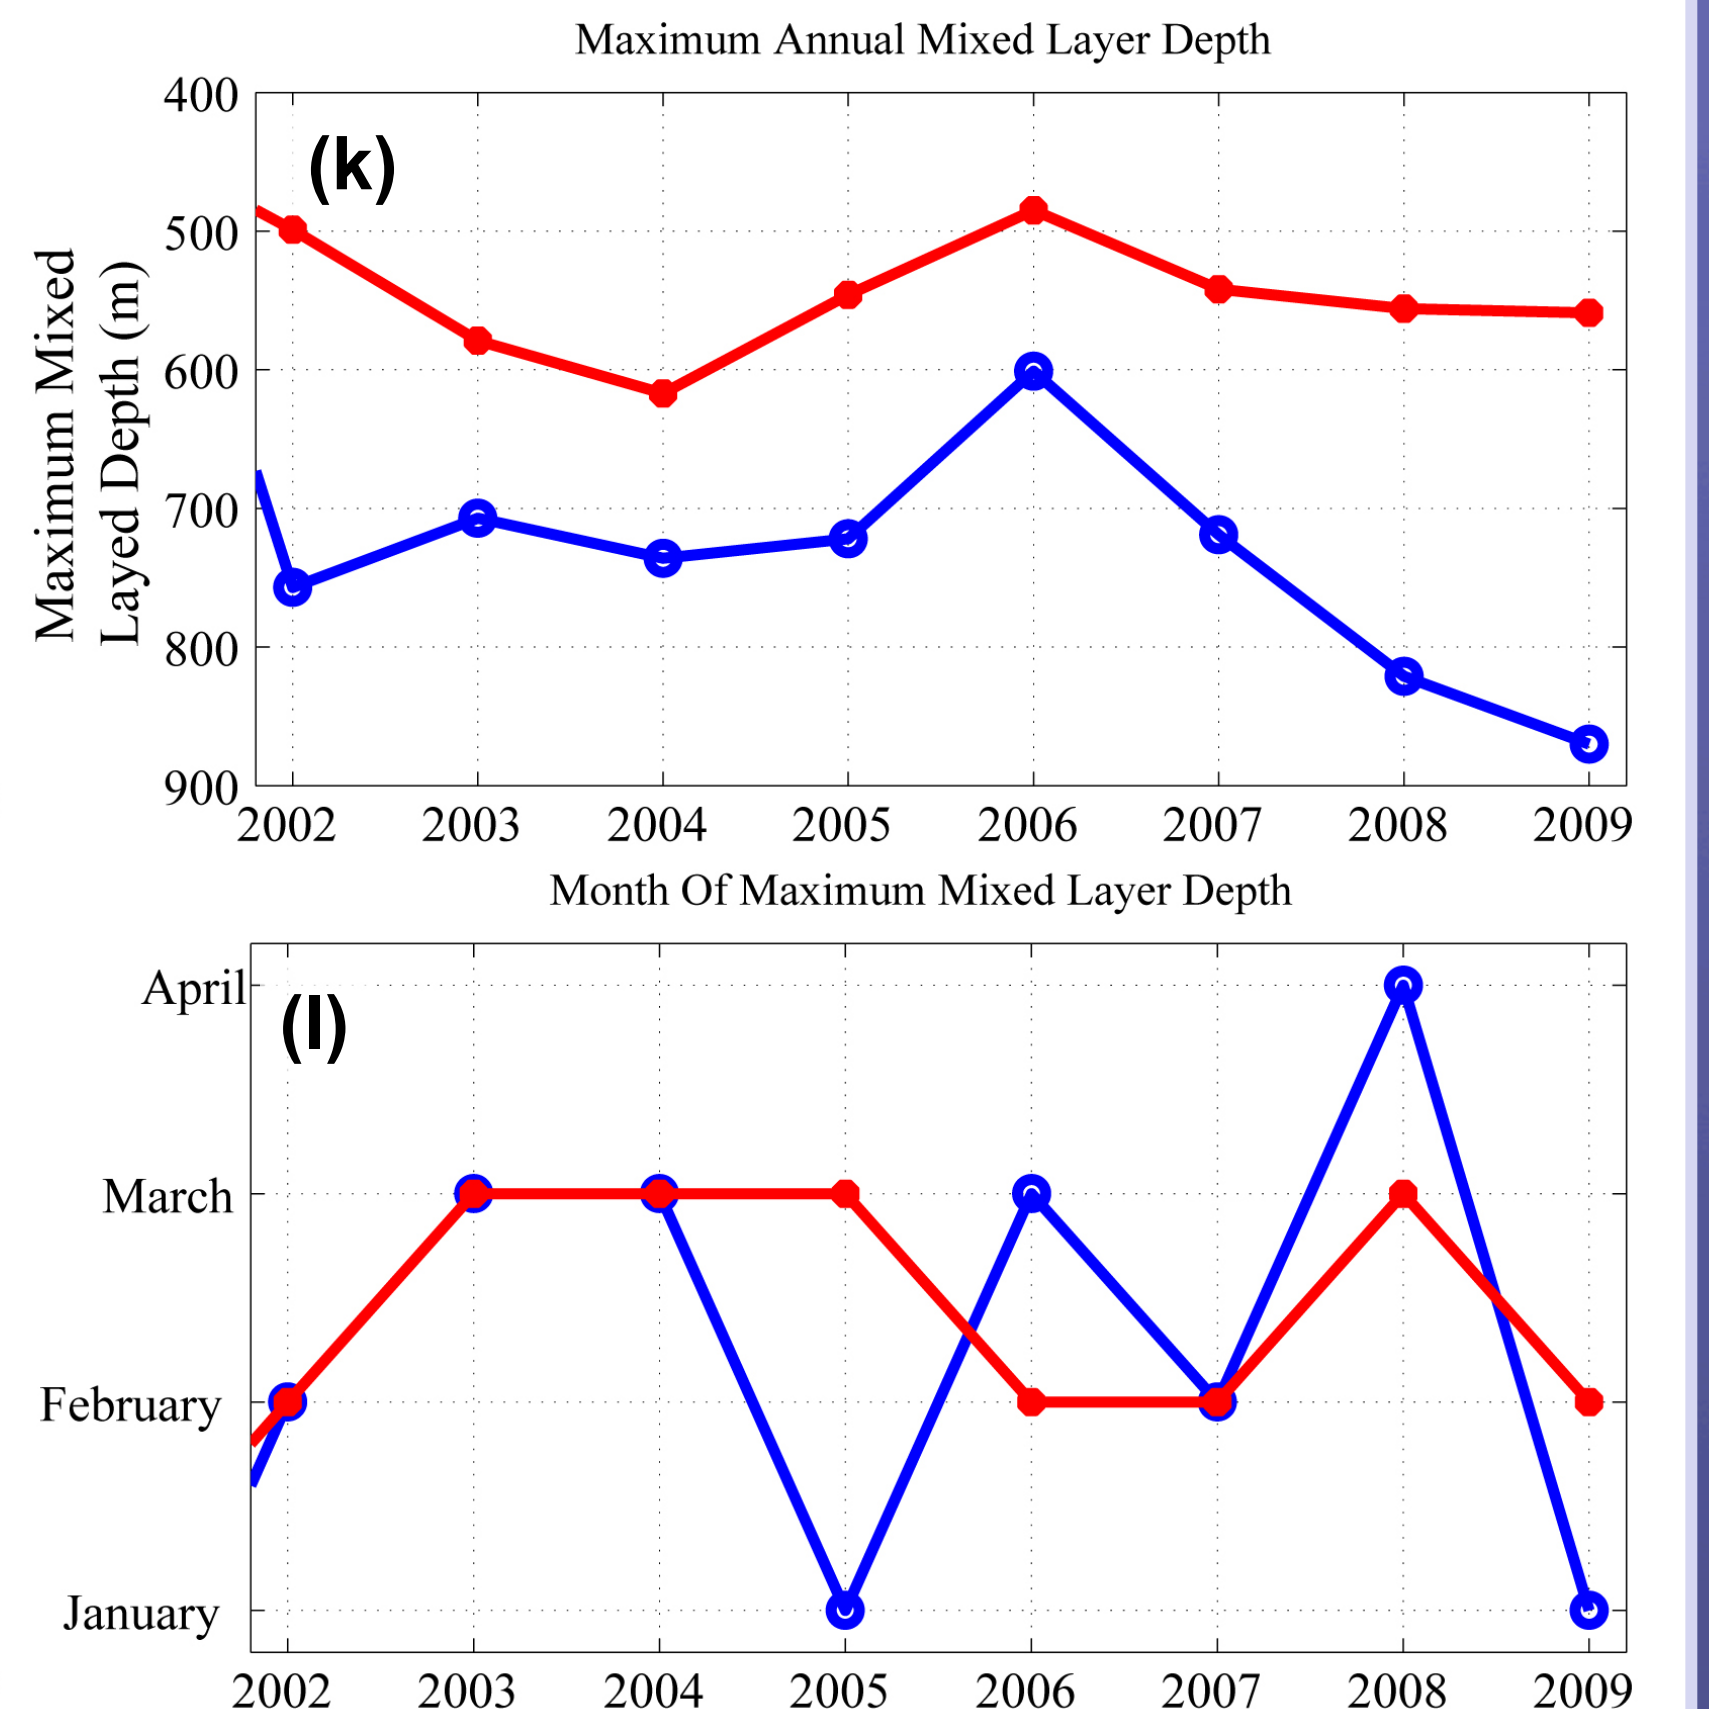 Maximum Annual Mixed Layer Depth
(k)
Maximum Mixed
Layed Depth (m)
400
500
600
700
800
900
2002 2003 2004 2005 2006 2007 2008 2009
Month Of Maximum Mixed Layer Depth
(l)
April
March
February
January
2002 2003 2004 2005 2006 2007 2008 2009